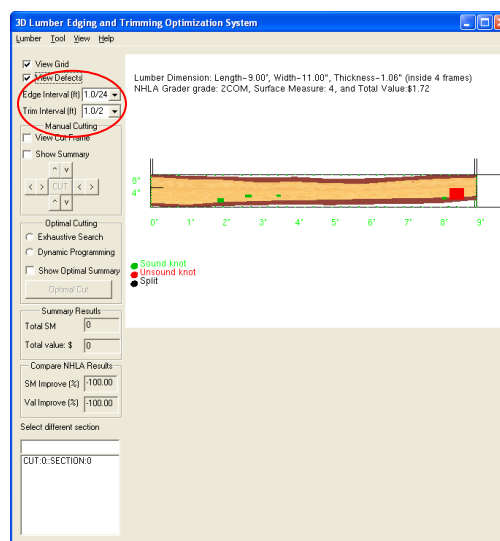 3D Lumber Edging and Trimming Optimization System
Lumber Tool View Help
View Grid
View Defects
Edge Interval (ft) 1.0/24
Trim Interval (ft) 1.0/2
Manual Cutting
View Cut Frame
Show Summary
< > CUT < >
Optimal Cutting
Exhaustive Search
Dynamic Programming
Show Optimal Summary
Optimal Cut
Summary Resutls
Total SM 0
Total value: $ 0
Compare NHLA Results
SM Improve (%) -100.00
Val Improve (%) -100.00
Select different section
CUT:0::SECTION:0
Lumber Dimension: Length-9.00', Width-11.00", Thickness-1.06" (inside 4 frames)
NHLA Grader grade: 2COM, Surface Measure: 4, and Total Value:$1.72
8"
4"
0' 1' 2' 3' 4' 5' 6' 7' 8' 9'
Sound knot
Unsound knot
Split